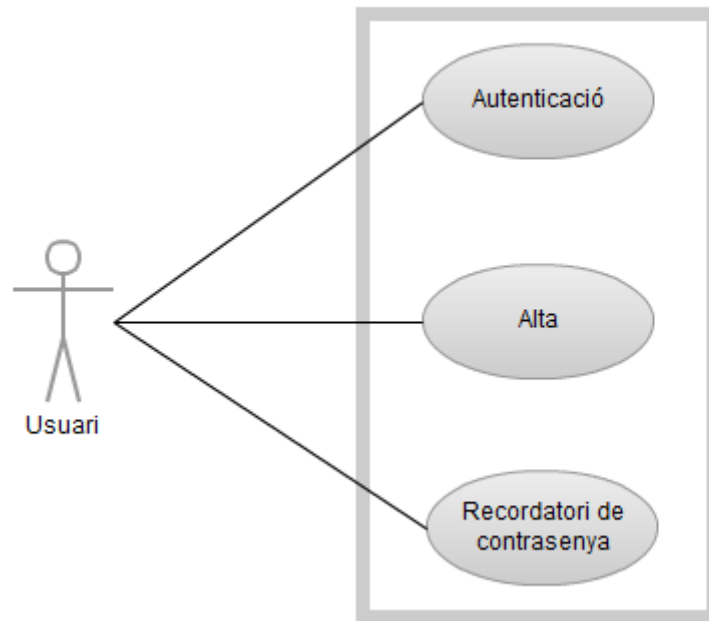 Autenticació
Alta
Usuari
Recordatori de
contrasenya